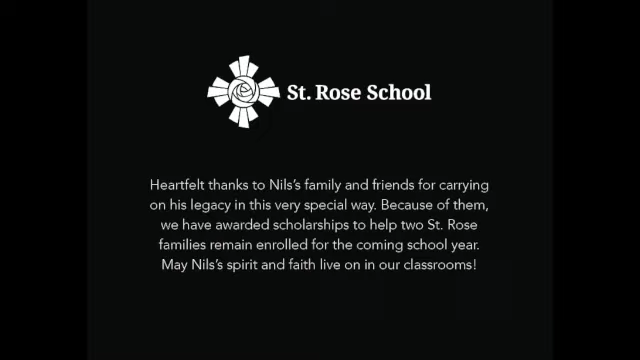 St. Rose School
Heartfelt thanks to Nils's family and friends for carrying
on his legacy in this very special way. Because of them,
we have awarded scholarships to help two St. Rose
families remain enrolled for the coming school year.
May Nils's spirit and faith live on in our classrooms!